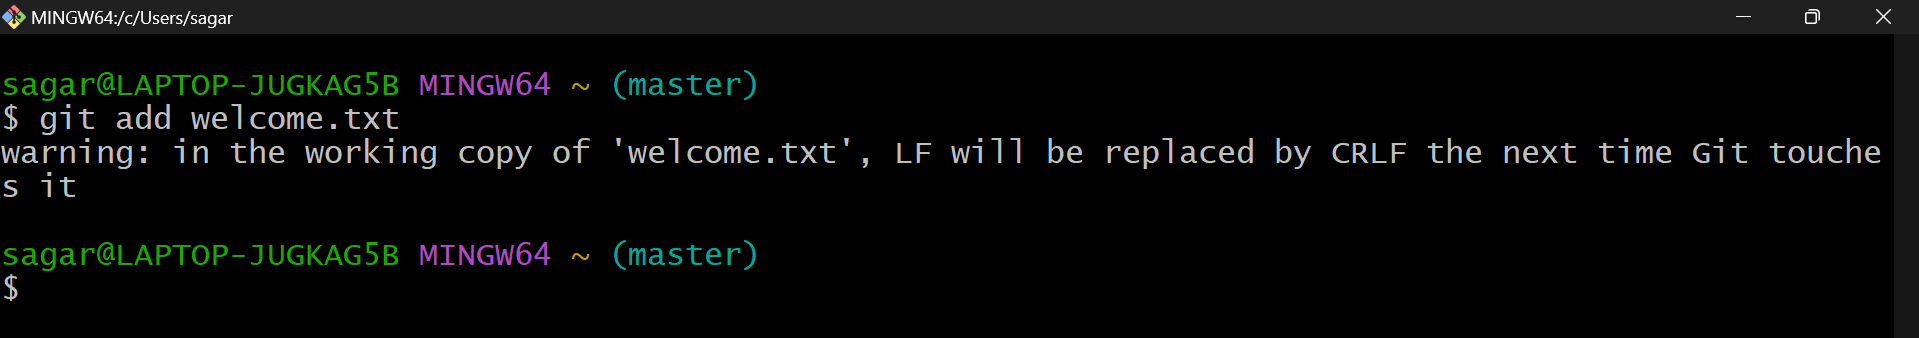 MINGW64:/c/Users/sagar
sagar@LAPTOP-JUGKAG5B MINGW64 ~ (master)
$ git add welcome.txt
warning: in the working copy of 'welcome.txt', LF will be replaced by CRLF the next time Git touche
s it
sagar@LAPTOP-JUGKAG5B MINGW64 ~ (master)
$